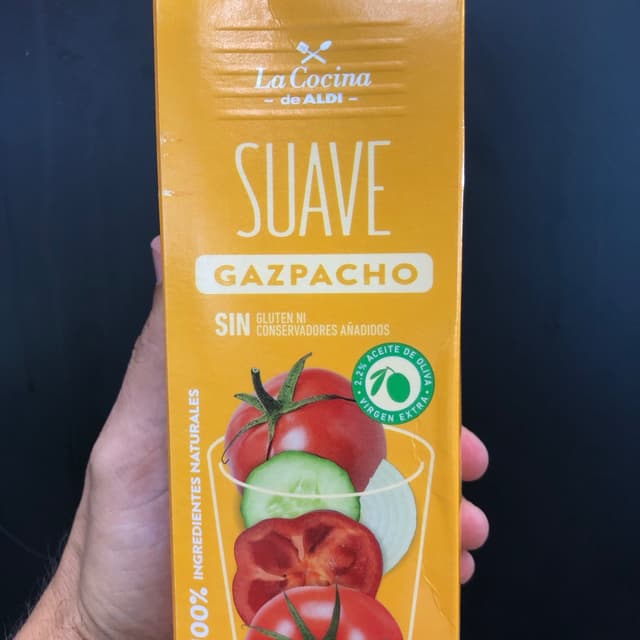 La Cocina
de ALDI
SUAVE
GAZPACHO
SIN GLUTEN NI
CONSERVADORES AÑADIDOS
2,2% ACEITE DE OLIVA
VIRGEN EXTRA
00% INGREDIENTES NATURALES